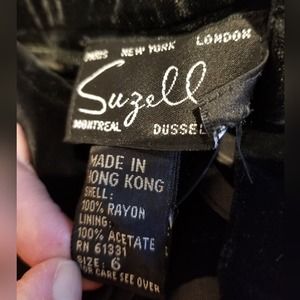 PARIS NEW YORK LONDON
Suzell
MONTREAL DUSSEL
MADE IN
HONG KONG
SHELL:
100% RAYON
LINING:
100% ACETATE
RN 61331
SIZE: 6
FOR CARE SEE OVER